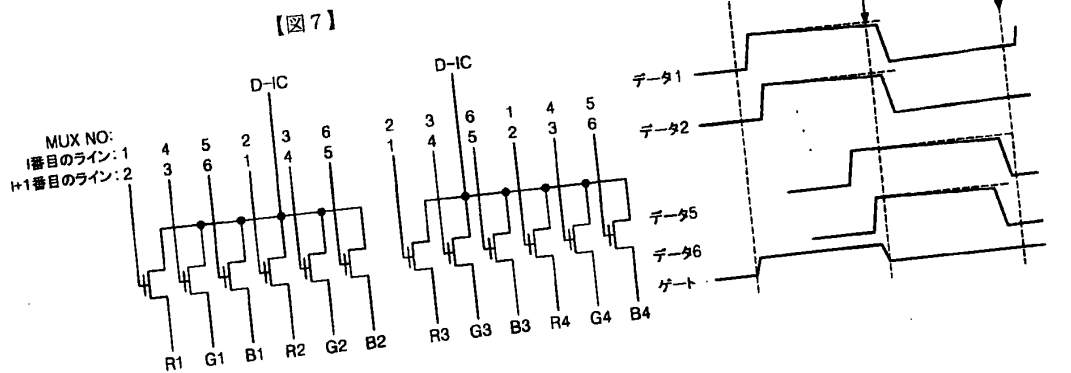 【図7】
D-IC
D-IC
MUX NO:
l番目のライン: 1 4 5 2 3 6
l+1番目のライン: 2 3 6 1 4 5
2 3 6 1 4 5
1 4 5 2 3 6
R1 G1 B1 R2 G2 B2
R3 G3 B3 R4 G4 B4
データ1
データ2
データ5
データ6
ゲート